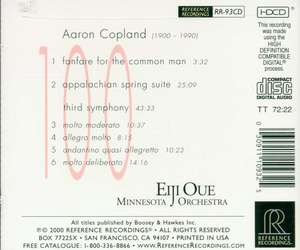 REFERENCE RECORDINGS
RR-93CD
HDCD
Aaron Copland (1900 - 1990)
This recording
was made
using the
HIGH
DEFINITION
COMPATIBLE
DIGITAL®
process
100
1 fanfare for the common man 3:32
2 appalachian spring suite 25:09
third symphony 43:23
3 molto moderato 10:37
4 allegro molto 8:15
5 andantino quasi allegretto 10:23
6 molto deliberato 14:16
COMPACT
disc
DIGITAL AUDIO
TT 72:22
EIJI OUE
MINNESOTA ORCHESTRA
All titles published by Boosey & Hawkes Inc.
℗ © 2000 REFERENCE RECORDINGS® • ALL RIGHTS RESERVED
BOX 77225X • SAN FRANCISCO, CA 94107 • PRINTED IN USA
FREE CATALOGUE: 1-800-336-8866 • WWW.REFERENCERECORDINGS.COM
REFERENCE
RECORDINGS